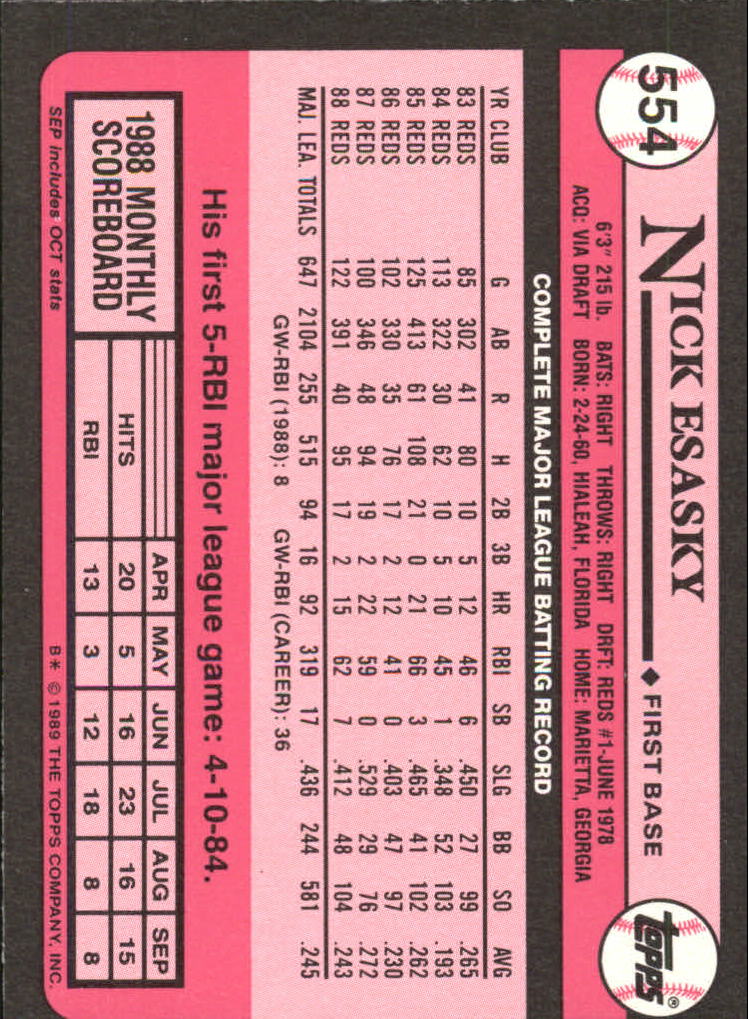 554
NICK ESASKY
◆ FIRST BASE
topps®
6'3" 215 lb. BATS: RIGHT THROWS: RIGHT DRFT: REDS #1-JUNE 1978
ACQ: VIA DRAFT BORN: 2-24-60, HIALEAH, FLORIDA HOME: MARIETTA, GEORGIA
COMPLETE MAJOR LEAGUE BATTING RECORD
YR CLUB G AB R H 2B 3B HR RBI SB SLG BB SO AVG
83 REDS 85 302 41 80 10 5 12 46 6 .450 27 99 .265
84 REDS 113 322 30 62 10 5 10 45 1 .348 52 103 .193
85 REDS 125 413 61 108 21 0 21 66 3 .465 41 102 .262
86 REDS 102 330 35 76 17 2 12 41 0 .403 47 97 .230
87 REDS 100 346 48 94 19 2 22 59 0 .529 29 76 .272
88 REDS 122 391 40 95 17 2 15 62 7 .412 48 104 .243
MAJ. LEA. TOTALS 647 2104 255 515 94 16 92 319 17 .436 244 581 .245
GW-RBI (1988): 8 GW-RBI (CAREER): 36
His first 5-RBI major league game: 4-10-84.
1988 MONTHLY
SCOREBOARD
APR MAY JUN JUL AUG SEP
HITS 20 5 16 23 16 15
RBI 13 3 12 18 8 8
SEP includes OCT stats
B* ©1989 THE TOPPS COMPANY, INC.